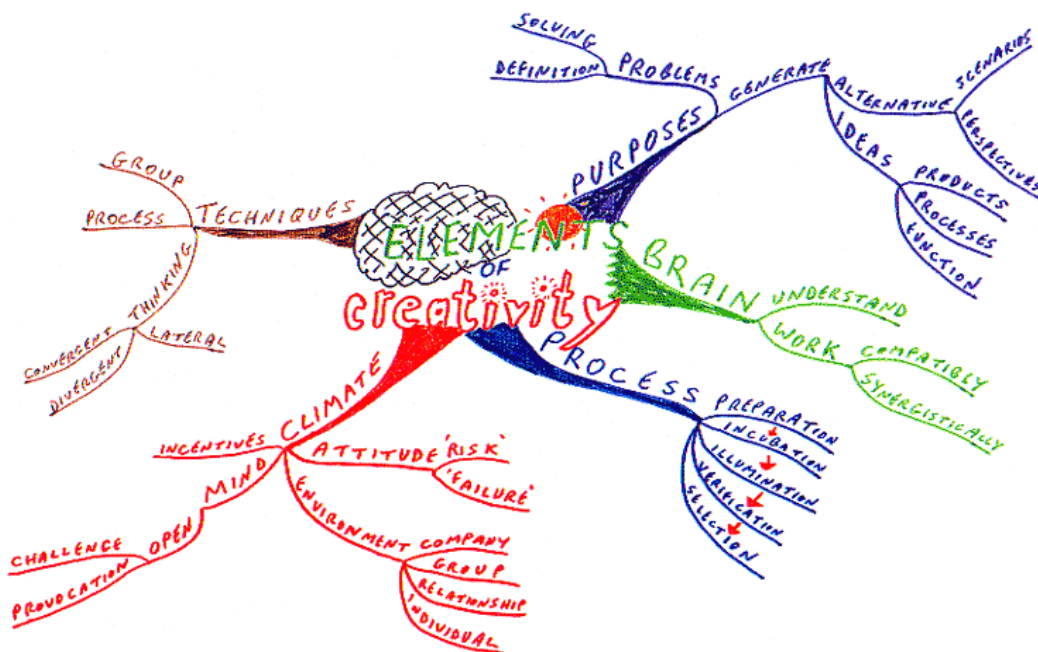 ELEMENTS
OF
creativity
PURPOSES
PROBLEMS
SOLVING
DEFINITION
GENERATE
ALTERNATIVE
SCENARIOS
PERSPECTIVES
IDEAS
PRODUCTS
PROCESSES
FUNCTION
BRAIN
UNDERSTAND
WORK
COMPATIBLY
SYNERGISTICALLY
PROCESS
PREPARATION
INCUBATION
ILLUMINATION
VERIFICATION
SELECTION
CLIMATE
ATTITUDE
'RISK'
'FAILURE'
ENVIRONMENT
COMPANY
GROUP
RELATIONSHIP
INDIVIDUAL
INCENTIVES
MIND
OPEN
CHALLENGE
PROVOCATION
TECHNIQUES
GROUP
PROCESS
THINKING
CONVERGENT
DIVERGENT
LATERAL